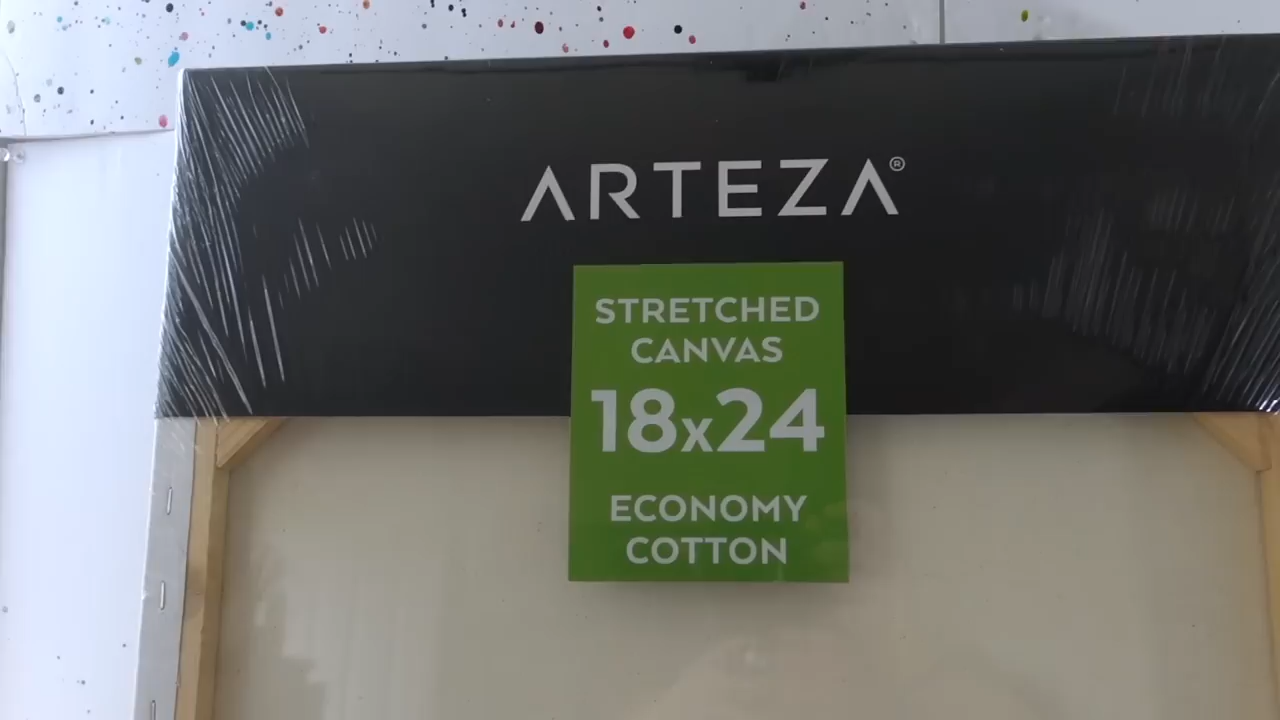 ARTEZA®
STRETCHED
CANVAS
18x24
ECONOMY
COTTON